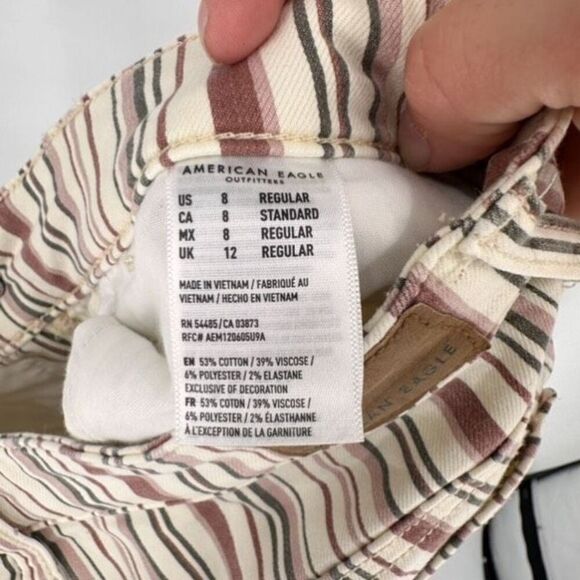 AMERICAN EAGLE
OUTFITTERS
US 8 REGULAR
CA 8 STANDARD
MX 8 REGULAR
UK 12 REGULAR
MADE IN VIETNAM / FABRIQUÉ AU
VIETNAM / HECHO EN VIETNAM
RN 54485/CA 03873
RFC# AEM120605U9A
EN 53% COTTON / 39% VISCOSE /
6% POLYESTER / 2% ELASTANE
EXCLUSIVE OF DECORATION
FR 53% COTON / 39% VISCOSE /
6% POLYESTER / 2% ÉLASTHANNE
À L'EXCEPTION DE LA GARNITURE
CAN EAGLE